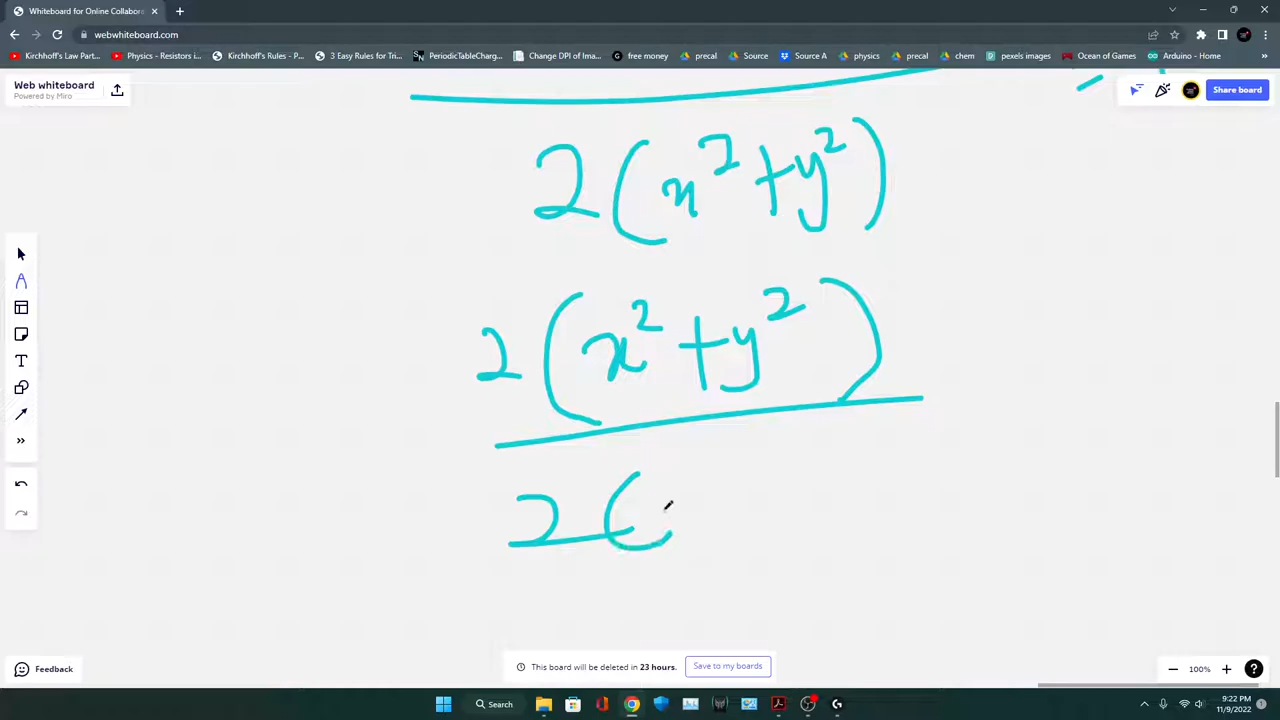 Whiteboard for Online Collabora
webwhiteboard.com
Kirchhoff's Law Part... Physics - Resistors i... Kirchhoff's Rules - P... 3 Easy Rules for Tri... PeriodicTableCharg... Change DPI of Ima... free money precal Source Source A physics precal chem pexels images Ocean of Games Arduino - Home
Web whiteboard
Powered by Miro
Share board
2(x² + y²)
2(x² + y²)
2(
Feedback
This board will be deleted in 23 hours. Save to my boards
100%
Search
9:22 PM
11/9/2022